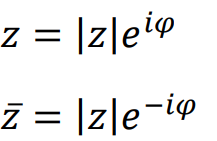 z = |z|e^{iφ}
z̄ = |z|e^{-iφ}